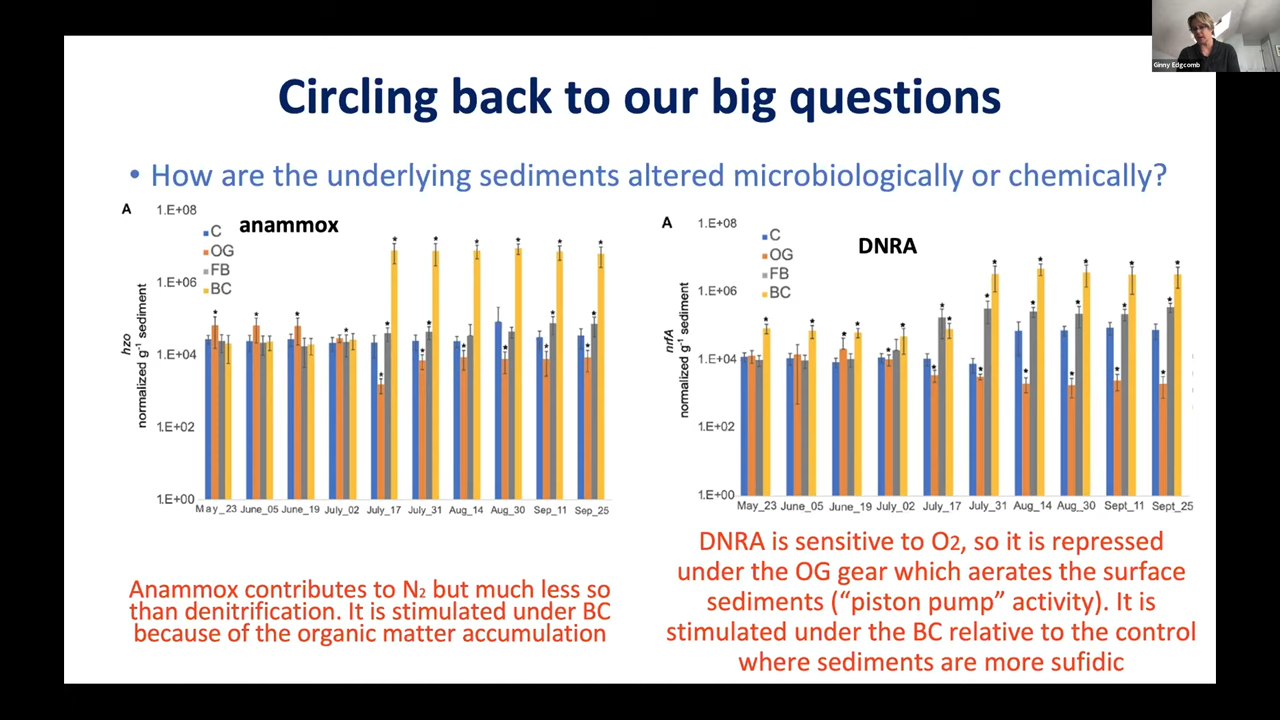 Ginny Edgcomb
Circling back to our big questions
• How are the underlying sediments altered microbiologically or chemically?
A
anammox
C
OG
FB
BC
1.E+08
1.E+06
1.E+04
1.E+02
1.E+00
hzo
normalized g-1 sediment
May_23 June_05 June_19 July_02 July_17 July_31 Aug_14 Aug_30 Sep_11 Sep_25
Anammox contributes to N2 but much less so
than denitrification. It is stimulated under BC
because of the organic matter accumulation
A
DNRA
C
OG
FB
BC
1.E+08
1.E+06
1.E+04
1.E+02
1.E+00
nrfA
normalized g-1 sediment
May_23 June_05 June_19 July_02 July_17 July_31 Aug_14 Aug_30 Sept_11 Sept_25
DNRA is sensitive to O2, so it is repressed
under the OG gear which aerates the surface
sediments (“piston pump” activity). It is
stimulated under the BC relative to the control
where sediments are more sufidic